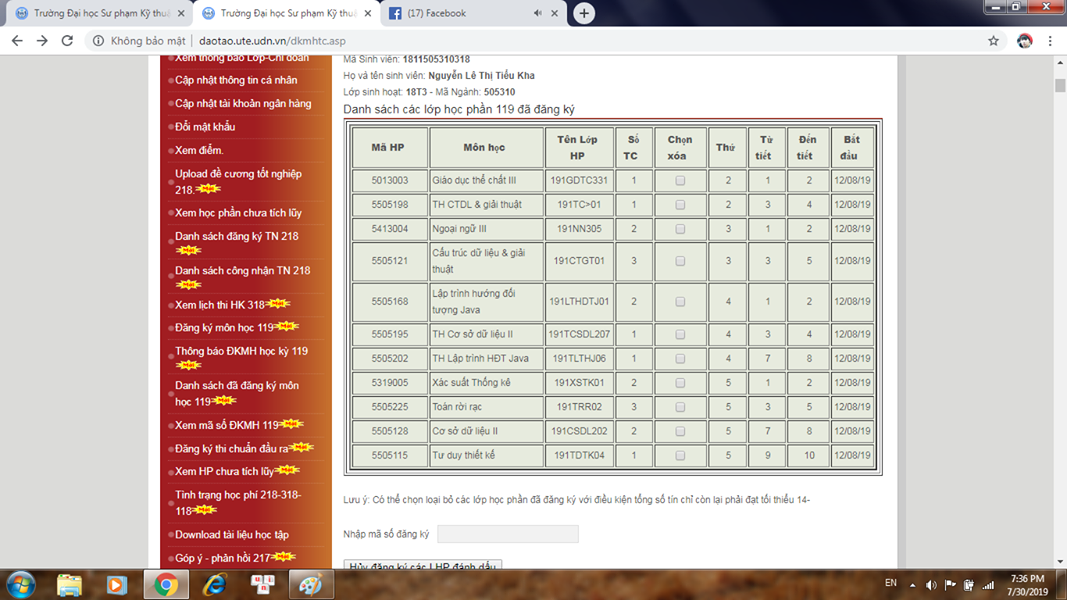 Trường Đại học Sư phạm Kỹ thuậ
Trường Đại học Sư phạm Kỹ thuậ
(17) Facebook
Không bảo mật | daotao.ute.udn.vn/dkmhtc.asp
Xem thông báo Lớp-Chi đoàn
Cập nhật thông tin cá nhân
Cập nhật tài khoản ngân hàng
Đổi mật khẩu
Xem điểm.
Upload đề cương tốt nghiệp
218.
Xem học phần chưa tích lũy
Danh sách đăng ký TN 218
Danh sách công nhận TN 218
Xem lịch thi HK 318
Đăng ký môn học 119
Thông báo ĐKMH học kỳ 119
Danh sách đã đăng ký môn
học 119
Xem mã số ĐKMH 119
Đăng ký thi chuẩn đầu ra
Xem HP chưa tích lũy
Tình trạng học phí 218-318-
118
Download tài liệu học tập
Góp ý - phản hồi 217
Mã Sinh viên: 1811505310318
Họ và tên sinh viên: Nguyễn Lê Thị Tiểu Kha
Lớp sinh hoạt: 18T3 - Mã Ngành: 505310
Danh sách các lớp học phần 119 đã đăng ký
Mã HP Môn học Tên Lớp HP Số TC Chọn xóa Thứ Từ tiết Đến tiết Bắt đầu
5013003 Giáo dục thể chất III 191GDTC331 1 2 1 2 12/08/19
5505198 TH CTDL & giải thuật 191TC>01 1 2 3 4 12/08/19
5413004 Ngoại ngữ III 191NN305 2 3 1 2 12/08/19
5505121 Cấu trúc dữ liệu & giải thuật 191CTGT01 3 3 3 5 12/08/19
5505168 Lập trình hướng đối tượng Java 191LTHDTJ01 2 4 1 2 12/08/19
5505195 TH Cơ sở dữ liệu II 191TCSDL207 1 4 3 4 12/08/19
5505202 TH Lập trình HĐT Java 191TLTHJ06 1 4 7 8 12/08/19
5319005 Xác suất Thống kê 191XSTK01 2 5 1 2 12/08/19
5505225 Toán rời rạc 191TRR02 3 5 3 5 12/08/19
5505128 Cơ sở dữ liệu II 191CSDL202 2 5 7 8 12/08/19
5505115 Tư duy thiết kế 191TDTK04 1 5 9 10 12/08/19
Lưu ý: Có thể chọn loại bỏ các lớp học phần đã đăng ký với điều kiện tổng số tín chỉ còn lại phải đạt tối thiểu 14-
Nhập mã số đăng ký
Hủy đăng ký các LHP đánh dấu
EN
7:36 PM
7/30/2019